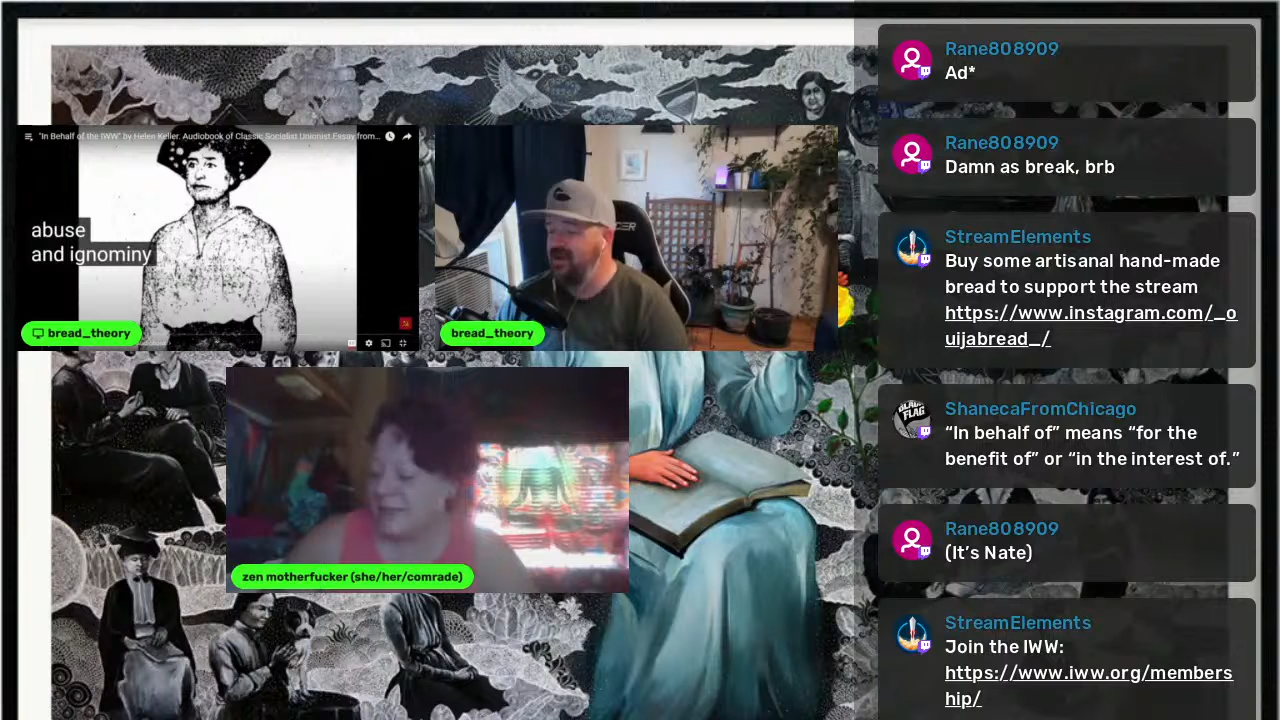 "In Behalf of the IWW" by Helen Keller. Audiobook of Classic Socialist Unionist Essay from...
abuse
and ignominy
bread_theory
bread_theory
zen motherfucker (she/her/comrade)
Rane808909
Ad*
Rane808909
Damn as break, brb
StreamElements
Buy some artisanal hand-made
bread to support the stream
https://www.instagram.com/_o
uijabread_/
BLACK
FLAG
ShanecaFromChicago
“In behalf of” means “for the
benefit of” or “in the interest of.”
Rane808909
(It’s Nate)
StreamElements
Join the IWW:
https://www.iww.org/members
hip/